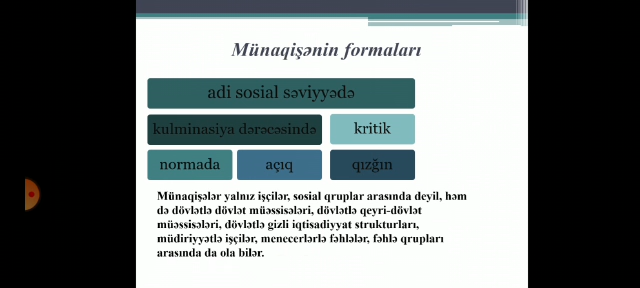 Münaqişənin formaları
adi sosial səviyyədə
kulminasiya dərəcəsində
kritik
normada
açıq
qızğın
Münaqişələr yalnız işçilər, sosial qruplar arasında deyil, həm
də dövlətlə dövlət müəssisələri, dövlətlə qeyri-dövlət
müəssisələri, dövlətlə gizli iqtisadiyyat strukturları,
müdiriyyətlə işçilər, menecerlərlə fəhlələr, fəhlə qrupları
arasında da ola bilər.